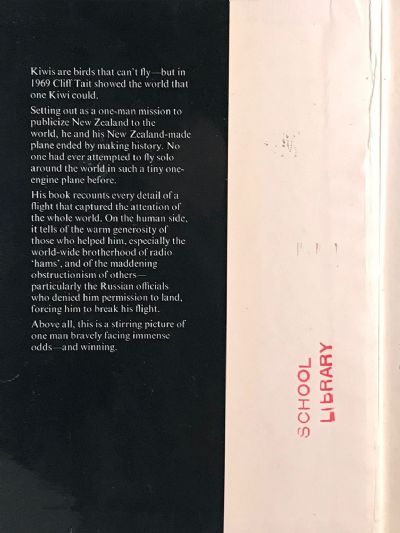 Kiwis are birds that can't fly—but in
1969 Cliff Tait showed the world that
one Kiwi could.
Setting out as a one-man mission to
publicize New Zealand to the
world, he and his New Zealand-made
plane ended by making history. No
one had ever attempted to fly solo
around the world in such a tiny one-
engine plane before.
His book recounts every detail of a
flight that captured the attention of
the whole world. On the human side,
it tells of the warm generosity of
those who helped him, especially the
world-wide brotherhood of radio
'hams', and of the maddening
obstructionism of others—
particularly the Russian officials
who denied him permission to land,
forcing him to break his flight.
Above all, this is a stirring picture of
one man bravely facing immense
odds—and winning.
SCHOOL
LIBRARY